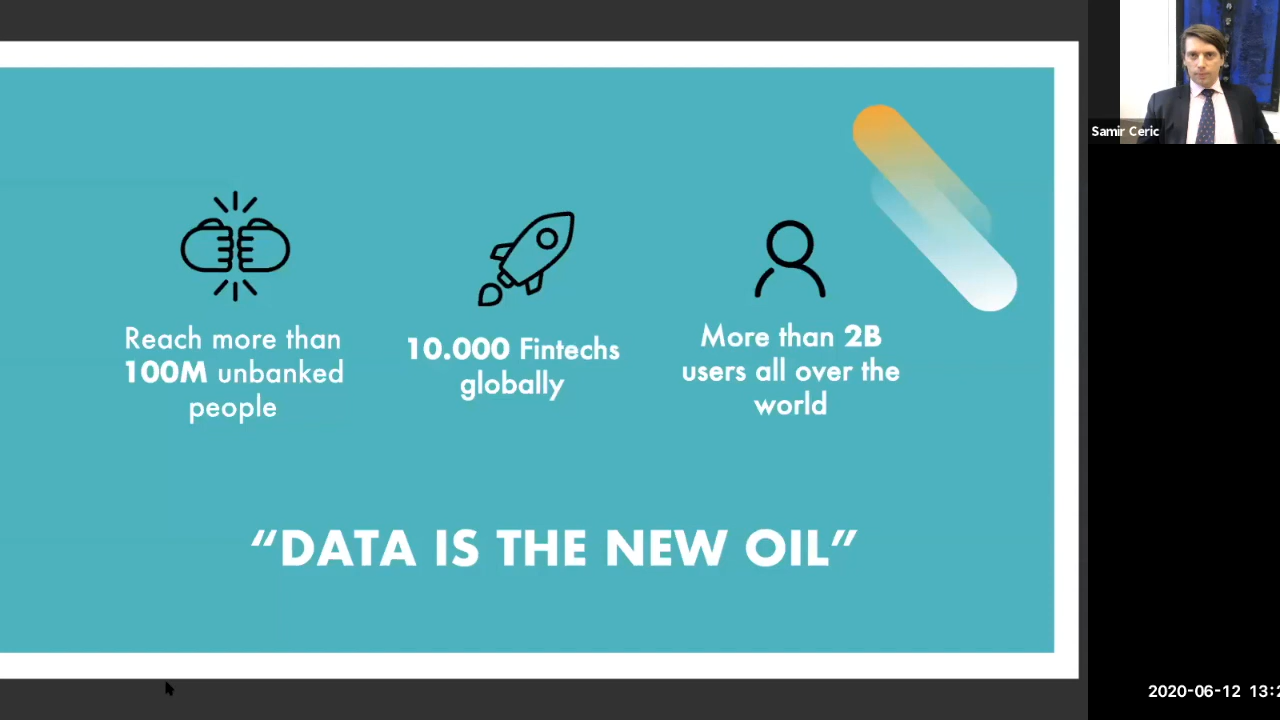 Samir Ceric
Reach more than
100M unbanked
people
10.000 Fintechs
globally
More than 2B
users all over the
world
“DATA IS THE NEW OIL”
2020-06-12 13:2